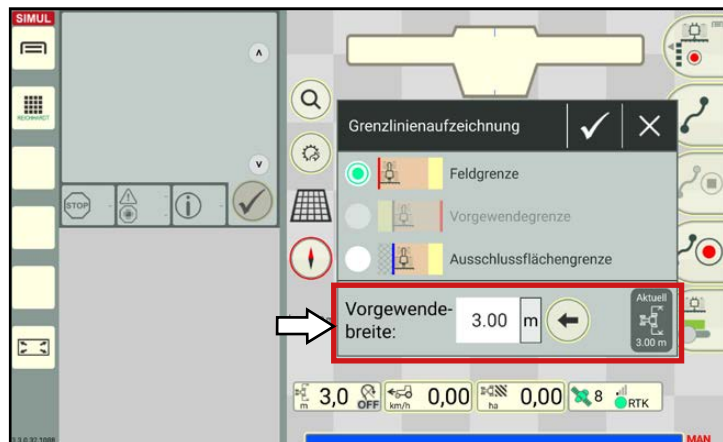 SIMUL
REICHHARDT
STOP
Grenzlinienaufzeichnung
Feldgrenze
Vorgewendegrenze
Ausschlussflächengrenze
Vorgewende-
breite:
3.00 m
Aktuell
3.00 m
m 3,0 OFF km/h 0,00 ha 0,00 8 RTK
MAN